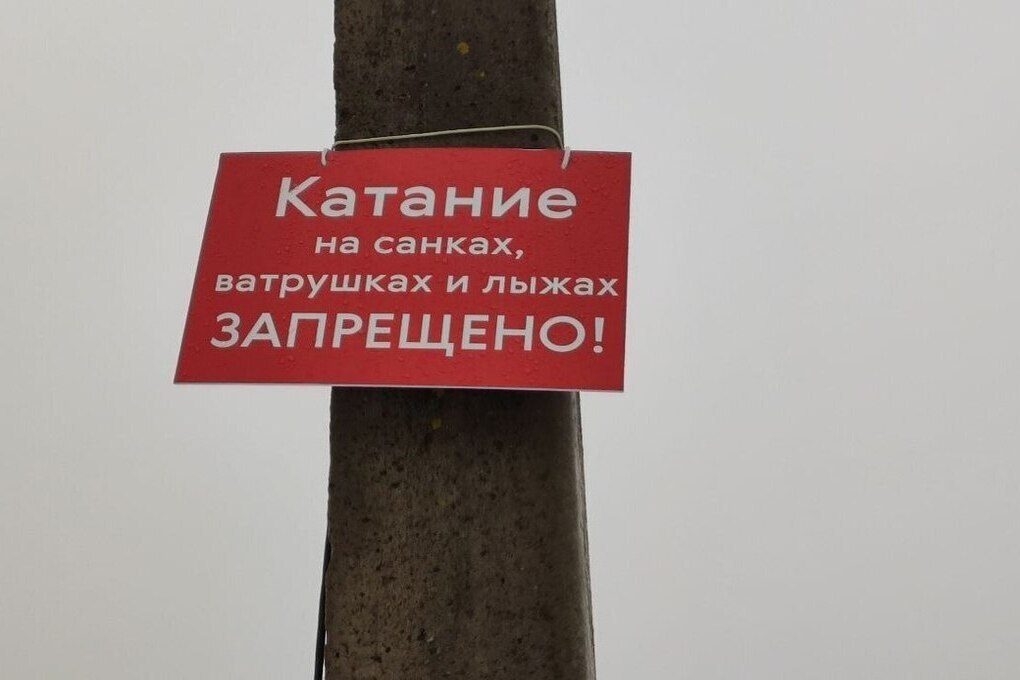 Катание
на санках,
ватрушках и лыжах
ЗАПРЕЩЕНО!